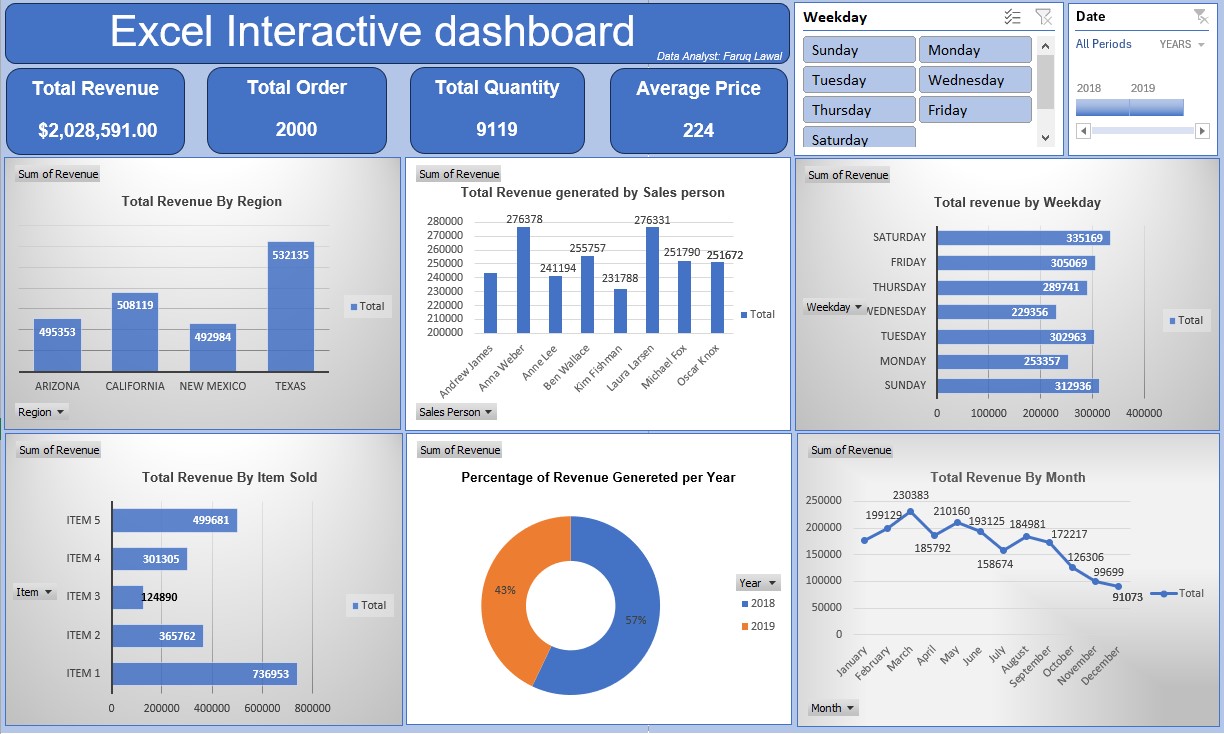 Excel Interactive dashboard
Data Analyst: Faruq Lawal
Total Revenue
$2,028,591.00
Total Order
2000
Total Quantity
9119
Average Price
224
Weekday
Sunday Monday
Tuesday Wednesday
Thursday Friday
Saturday
Date
All Periods YEARS
2018 2019
Sum of Revenue
Total Revenue By Region
495353
508119
492984
532135
Total
ARIZONA CALIFORNIA NEW MEXICO TEXAS
Region
Sum of Revenue
Total Revenue generated by Sales person
280000
270000
260000
250000
240000
230000
220000
210000
200000
276378
241194
255757
231788
276331
251790
251672
Total
Andrew James
Anna Weber
Anne Lee
Ben Wallace
Kim Fishman
Laura Larsen
Michael Fox
Oscar Knox
Sales Person
Sum of Revenue
Total revenue by Weekday
SATURDAY 335169
FRIDAY 305069
THURSDAY 289741
Weekday
WEDNESDAY 229356
TUESDAY 302963
MONDAY 253357
SUNDAY 312936
0 100000 200000 300000 400000
Total
Sum of Revenue
Total Revenue By Item Sold
ITEM 5 499681
ITEM 4 301305
ITEM 3 124890
ITEM 2 365762
ITEM 1 736953
0 200000 400000 600000 800000
Item
Total
Sum of Revenue
Percentage of Revenue Genereted per Year
43%
57%
Year
2018
2019
Sum of Revenue
Total Revenue By Month
250000
200000
150000
100000
50000
0
199129
230383
185792
210160
193125
158674
184981
172217
126306
99699
91073
Total
January
February
March
April
May
June
July
August
September
October
November
December
Month